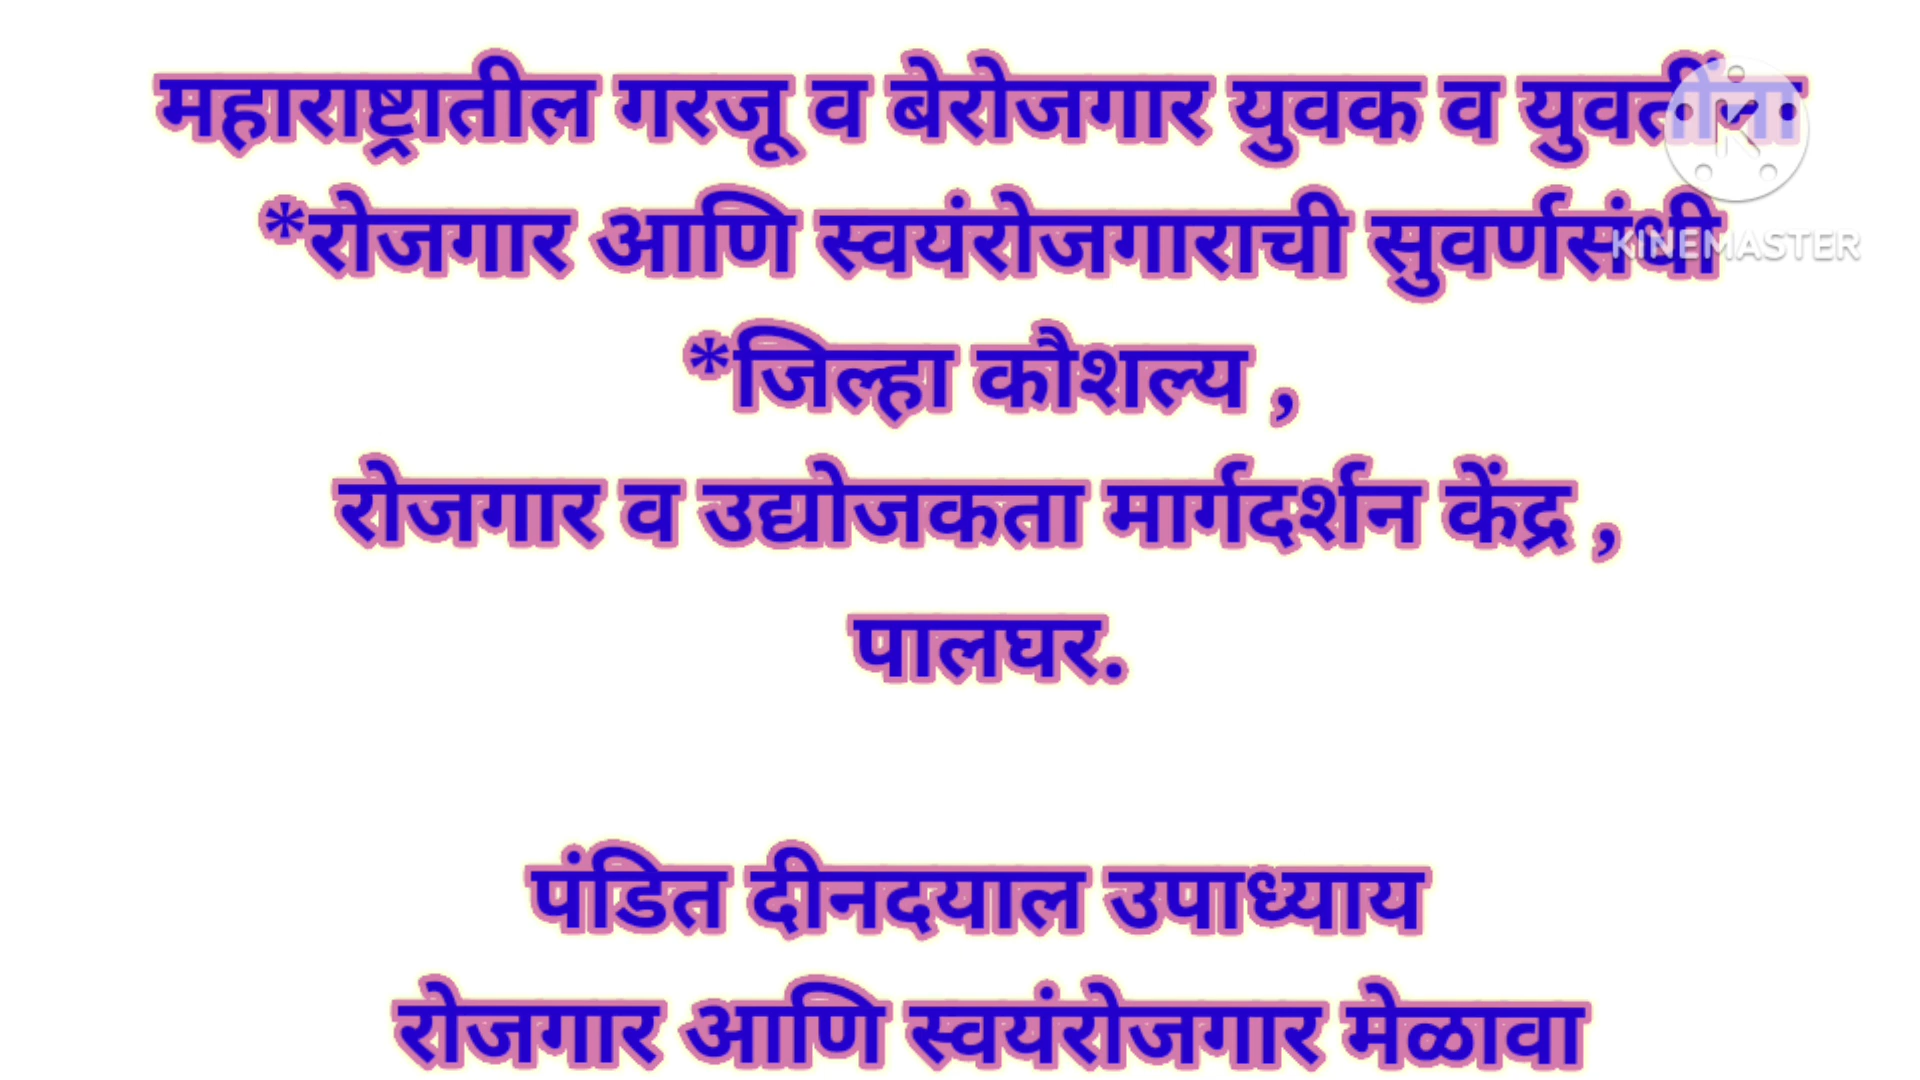 महाराष्ट्रातील गरजू व बेरोजगार युवक व युवतींना
*रोजगार आणि स्वयंरोजगाराची सुवर्णसंधी
*जिल्हा कौशल्य ,
रोजगार व उद्योजकता मार्गदर्शन केंद्र ,
पालघर.
पंडित दीनदयाल उपाध्याय
रोजगार आणि स्वयंरोजगार मेळावा
KINEMASTER